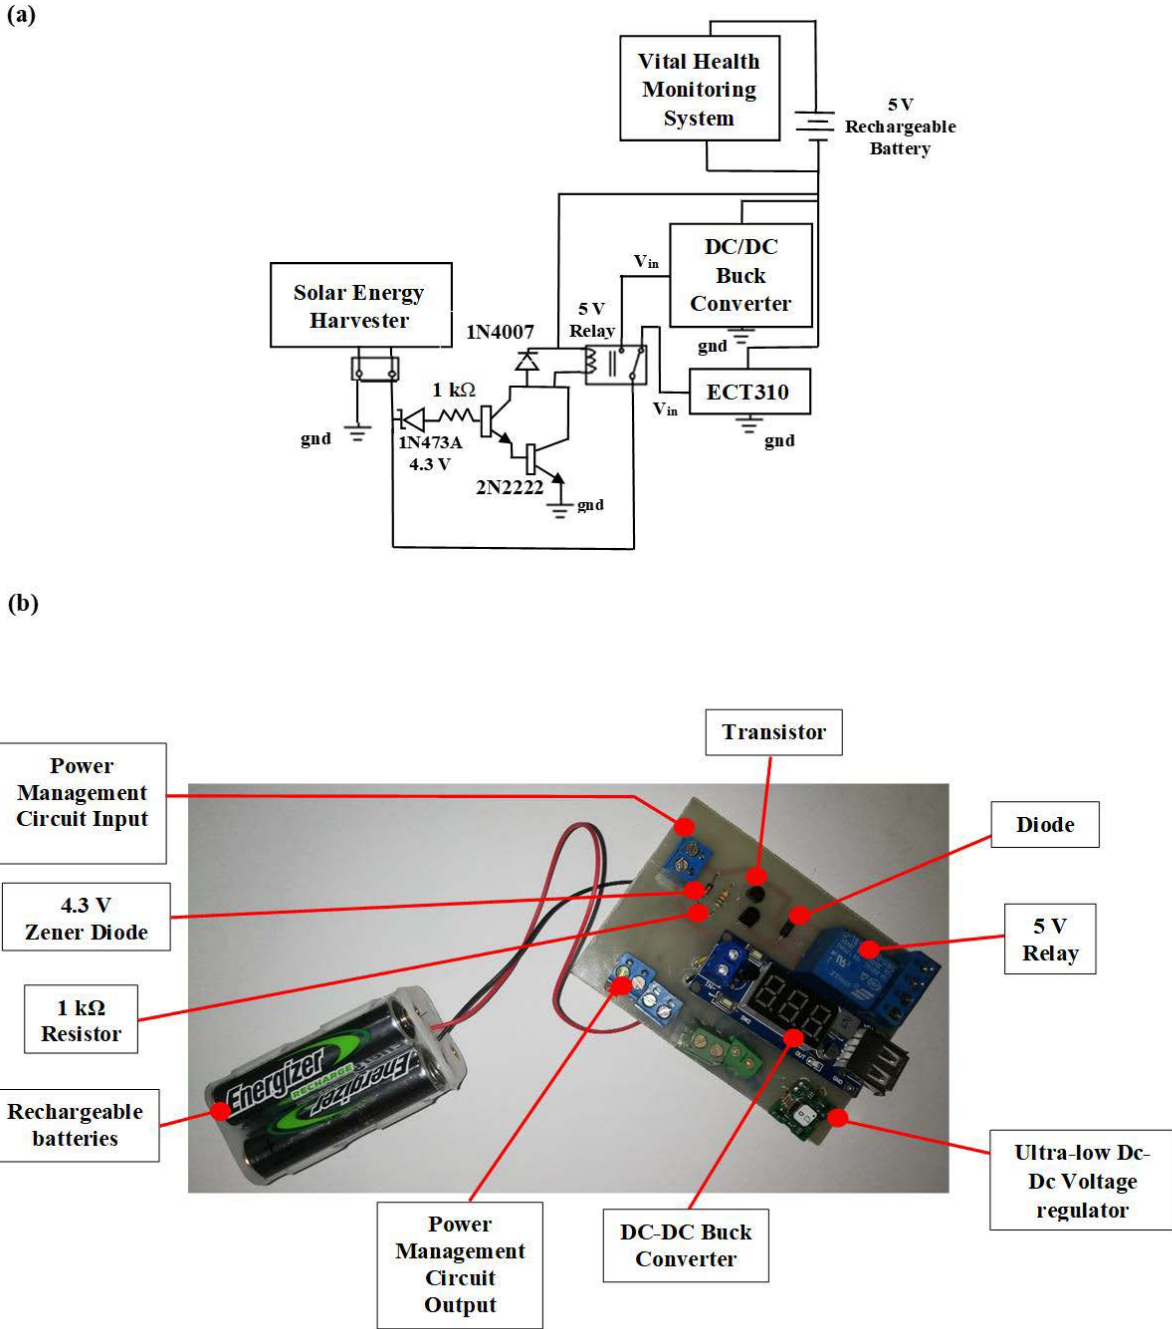 (a)
Vital Health
Monitoring
System
5 V
Rechargeable
Battery
DC/DC
Buck
Converter
Vin
Solar Energy
Harvester
5 V
Relay
1N4007
gnd
1 kΩ
ECT310
Vin
gnd
1N473A
4.3 V
gnd
2N2222
gnd
(b)
Transistor
Power
Management
Circuit Input
Diode
4.3 V
Zener Diode
5 V
Relay
1 kΩ
Resistor
Energizer
RECHARGE
Energizer
OUT
GND
Rechargeable
batteries
Ultra-low Dc-
Dc Voltage
regulator
Power
Management
Circuit
Output
DC-DC Buck
Converter